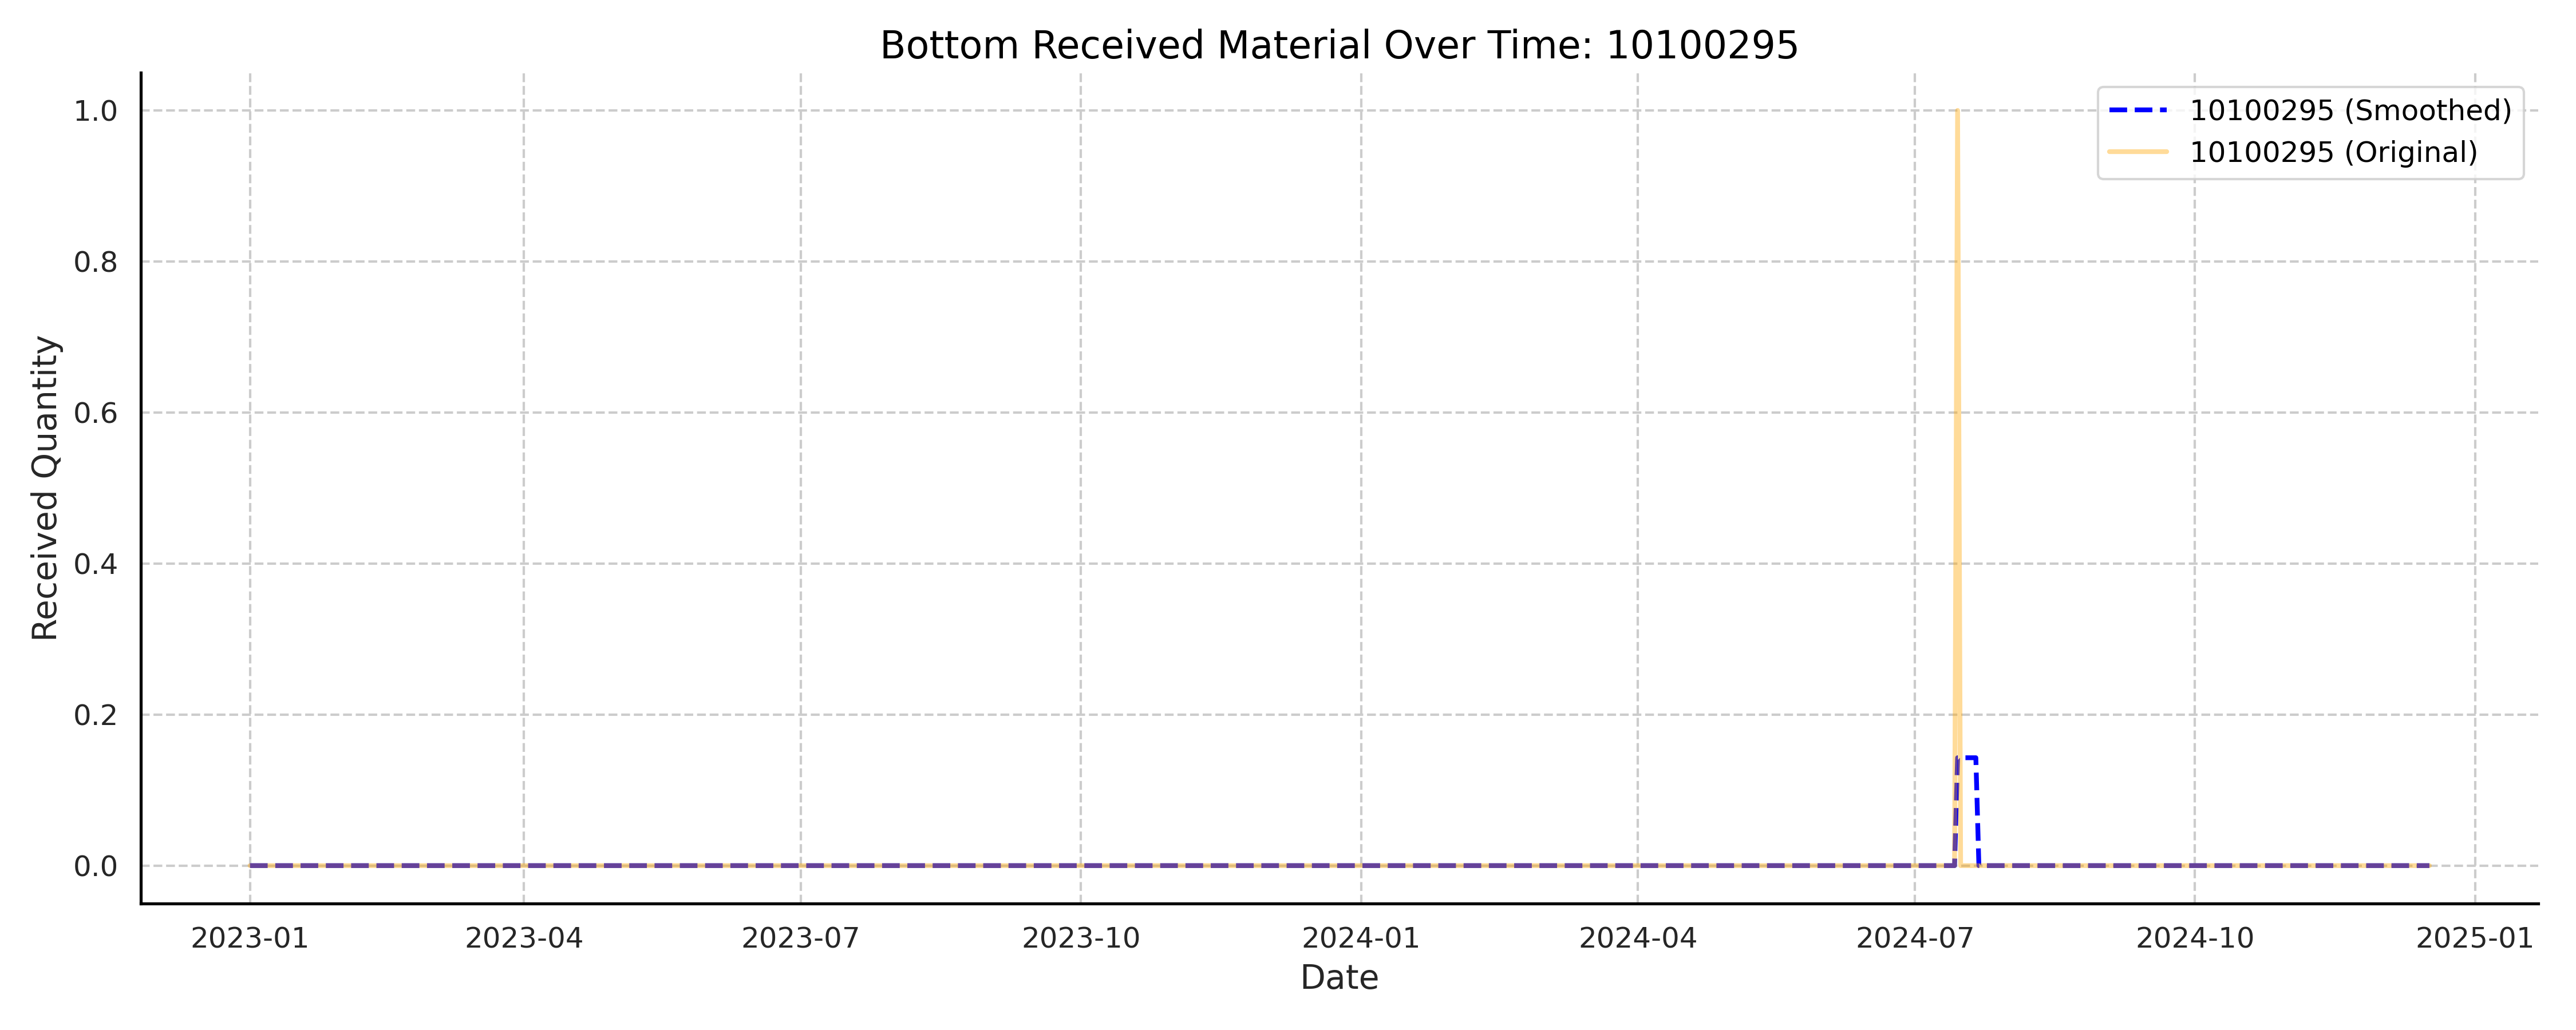 Bottom Received Material Over Time: 10100295
10100295 (Smoothed)
10100295 (Original)
Received Quantity
1.0
0.8
0.6
0.4
0.2
0.0
2023-01 2023-04 2023-07 2023-10 2024-01 2024-04 2024-07 2024-10 2025-01
Date